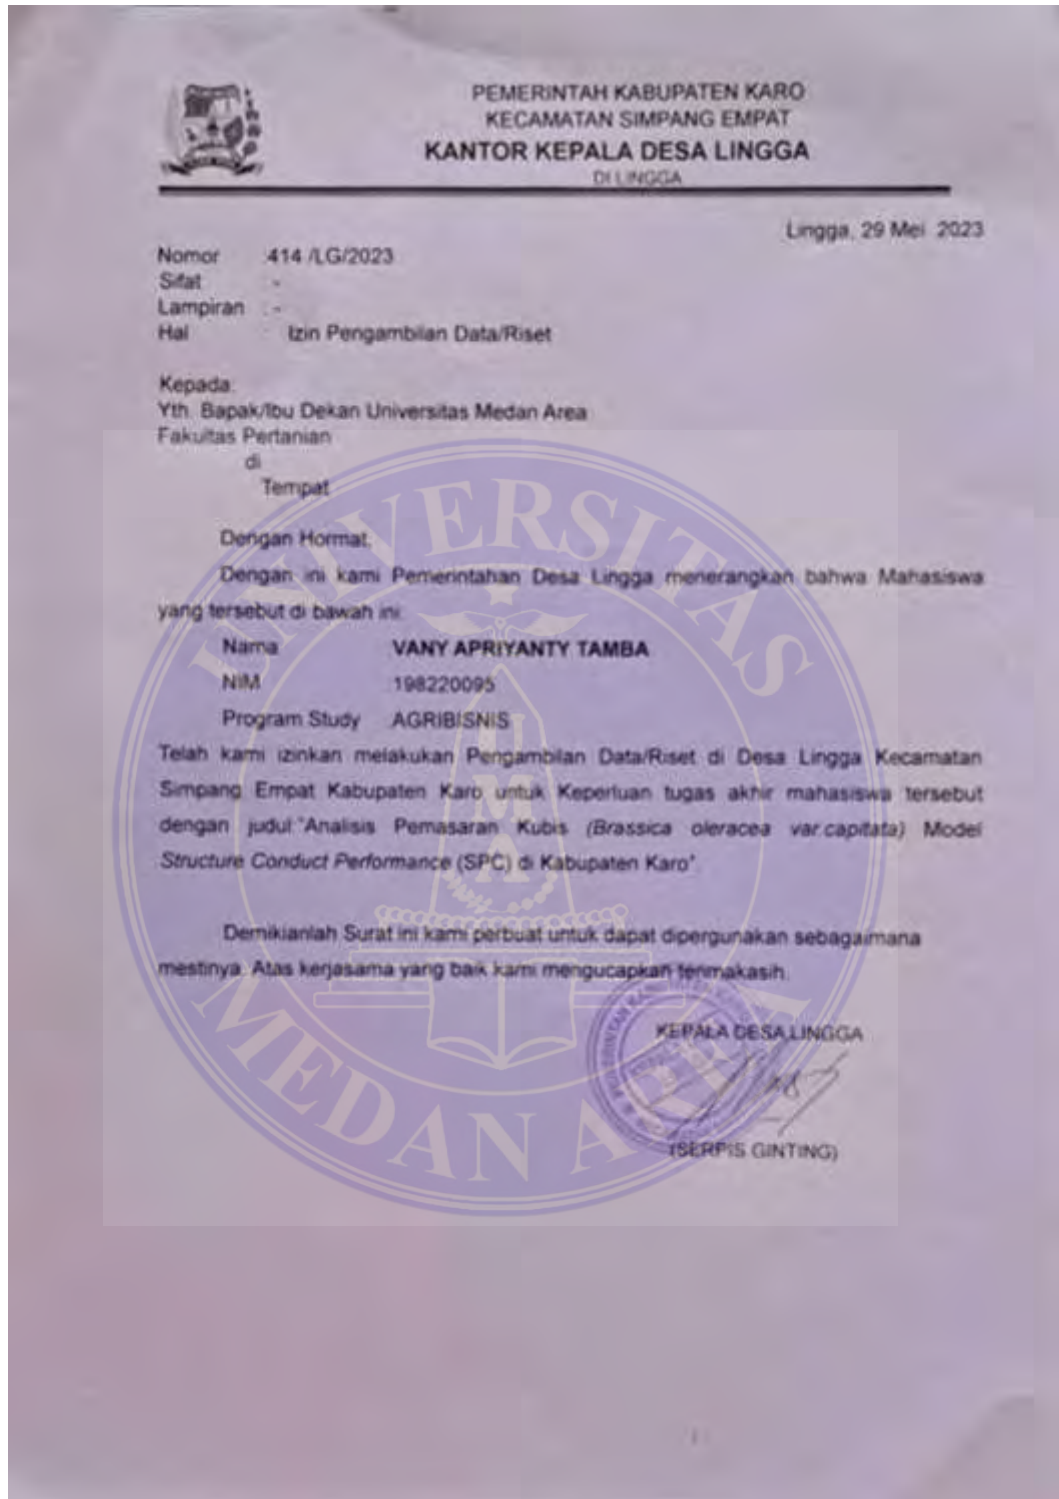 PEMERINTAH KABUPATEN KARO
KECAMATAN SIMPANG EMPAT
KANTOR KEPALA DESA LINGGA
DI LINGGA
Lingga, 29 Mei 2023
Nomor :414 /LG/2023
Sifat : -
Lampiran : -
Hal : Izin Pengambilan Data/Riset
Kepada:
Yth. Bapak/Ibu Dekan Universitas Medan Area
Fakultas Pertanian
di
Tempat
Dengan Hormat,
Dengan ini kami Pemerintahan Desa Lingga menerangkan bahwa Mahasiswa
yang tersebut di bawah ini:
Nama VANY APRIYANTY TAMBA
NIM 198220095
Program Study AGRIBISNIS
Telah kami izinkan melakukan Pengambilan Data/Riset di Desa Lingga Kecamatan
Simpang Empat Kabupaten Karo untuk Keperluan tugas akhir mahasiswa tersebut
dengan judul:"Analisis Pemasaran Kubis (Brassica oleracea var.capitata) Model
Structure Conduct Performance (SPC) di Kabupaten Karo".
Demikianlah Surat ini kami perbuat untuk dapat dipergunakan sebagaimana
mestinya. Atas kerjasama yang baik kami mengucapkan terimakasih.
KEPALA DESA LINGGA
(SERPIS GINTING)
UNIVERSITAS
MEDAN AREA
UMA